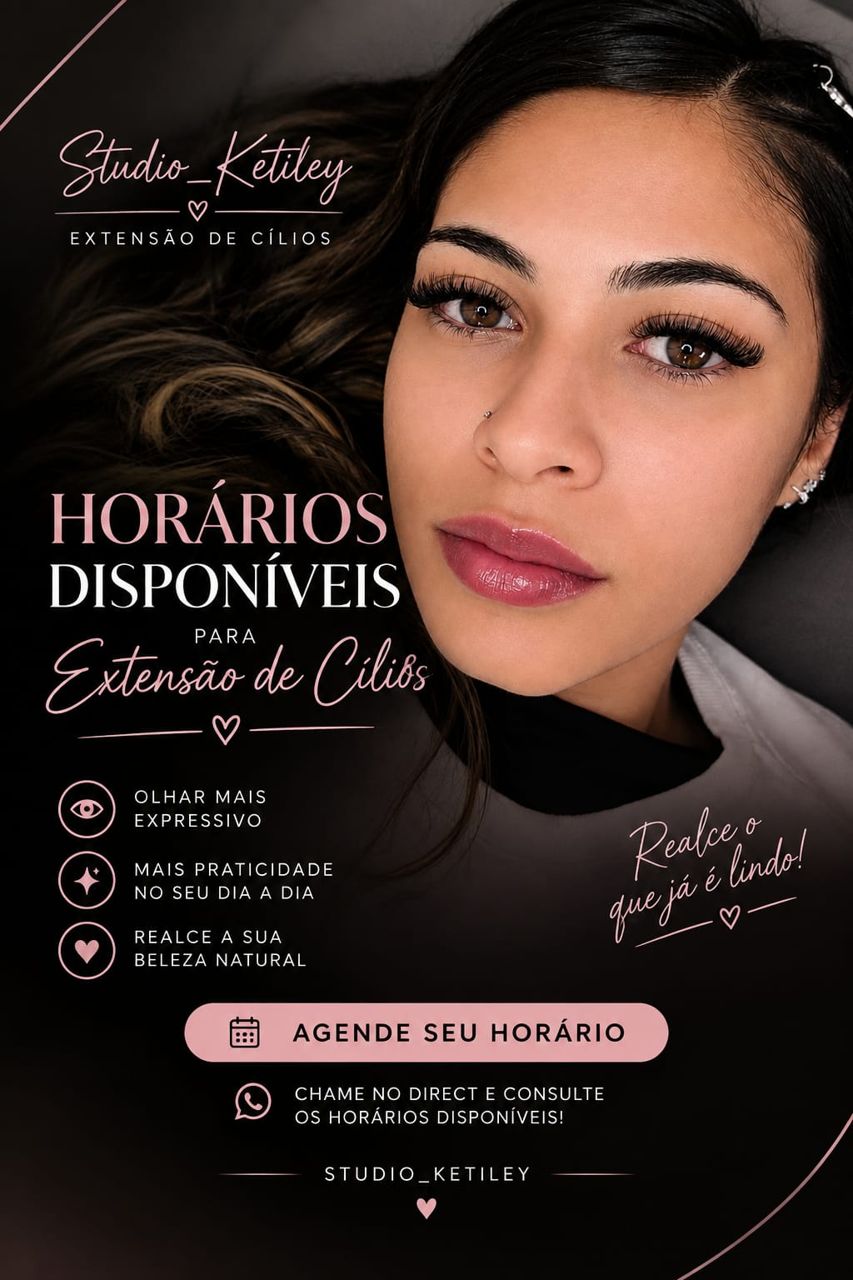 Studio_Ketiley
EXTENSÃO DE CÍLIOS
HORÁRIOS
DISPONÍVEIS
PARA
Extensão de Cíliôs
OLHAR MAIS
EXPRESSIVO
MAIS PRATICIDADE
NO SEU DIA A DIA
REALCE A SUA
BELEZA NATURAL
Realce o
que já é lindo!
AGENDE SEU HORÁRIO
CHAME NO DIRECT E CONSULTE
OS HORÁRIOS DISPONÍVEIS!
STUDIO_KETILEY